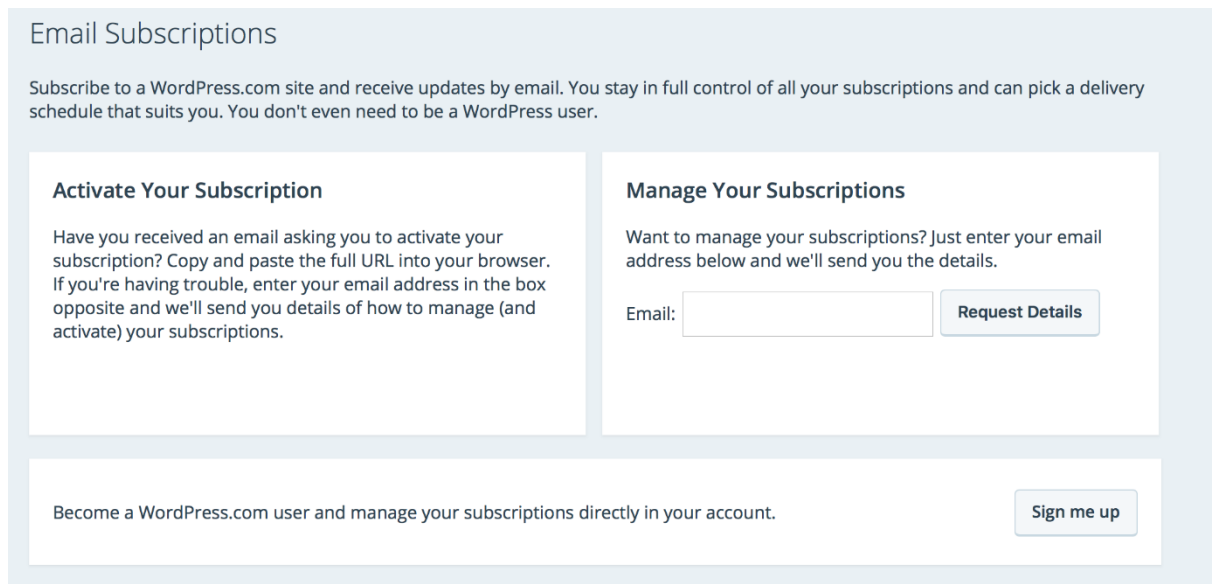 Email Subscriptions
Subscribe to a WordPress.com site and receive updates by email. You stay in full control of all your subscriptions and can pick a delivery
schedule that suits you. You don't even need to be a WordPress user.
Activate Your Subscription
Have you received an email asking you to activate your
subscription? Copy and paste the full URL into your browser.
If you're having trouble, enter your email address in the box
opposite and we'll send you details of how to manage (and
activate) your subscriptions.
Manage Your Subscriptions
Want to manage your subscriptions? Just enter your email
address below and we'll send you the details.
Email:
Request Details
Become a WordPress.com user and manage your subscriptions directly in your account.
Sign me up